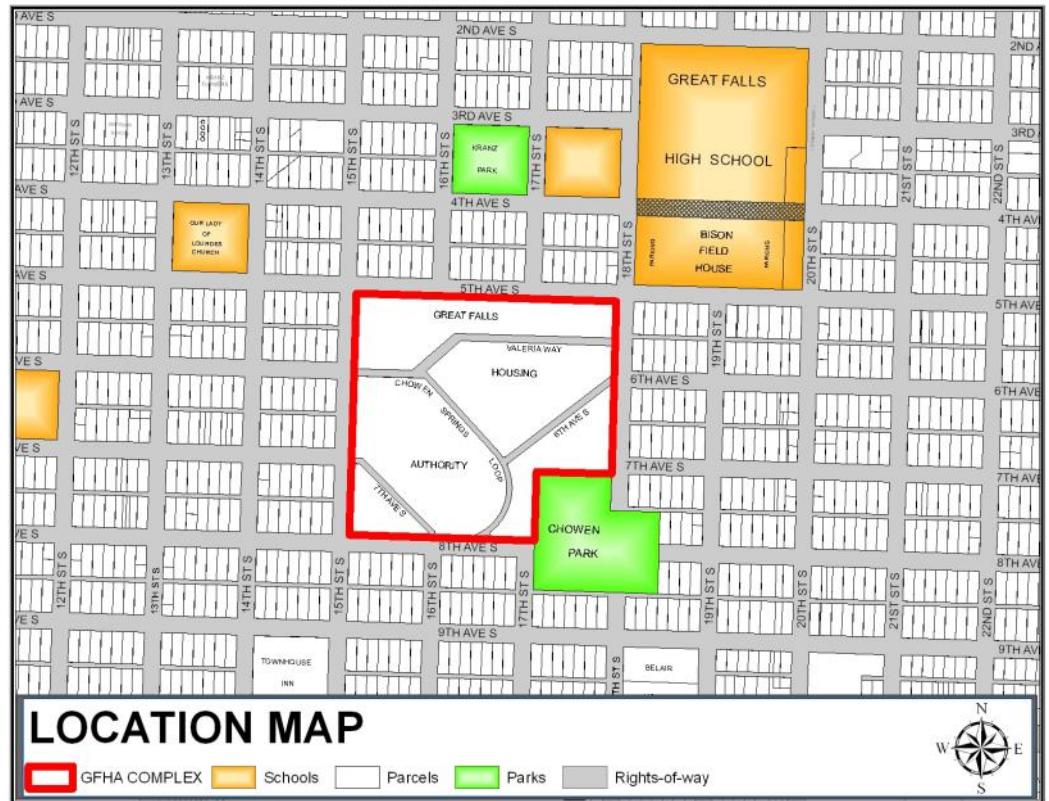 AVE S
2ND AVE S
2ND A
GREAT FALLS
AVE S
3RD AVE S
3RD
12TH ST S
13TH ST S
14TH ST S
15TH ST S
16TH ST S
KRANZ
PARK
17TH ST S
HIGH SCHOOL
21ST ST S
22ND ST S
AVE S
4TH AVE S
4TH AV
OUR LADY
OF
LOURDES
CHURCH
18TH ST S
PARKING
BISON
FIELD
HOUSE
PARKING
20TH ST S
AVE S
5TH AVE S
5TH AVE
GREAT FALLS
VALERIA WAY
19TH ST S
VE S
HOUSING
6TH AVE S
6TH AVE
CHOWEN
SPRINGS
LOOP
6TH AVE S
VE S
AUTHORITY
7TH AVE S
7TH AVE
7TH AVE S
CHOWEN
PARK
VE S
8TH AVE S
8TH AVE
12TH ST S
13TH ST S
14TH ST S
15TH ST S
16TH ST S
17TH ST S
19TH ST S
20TH ST S
21ST ST S
22ND ST S
VE S
9TH AVE S
9TH AV
TOWNHOUSE
INN
TH ST S
BELAIR
LOCATION MAP
N
W
E
S
GFHA COMPLEX
Schools
Parcels
Parks
Rights-of-way